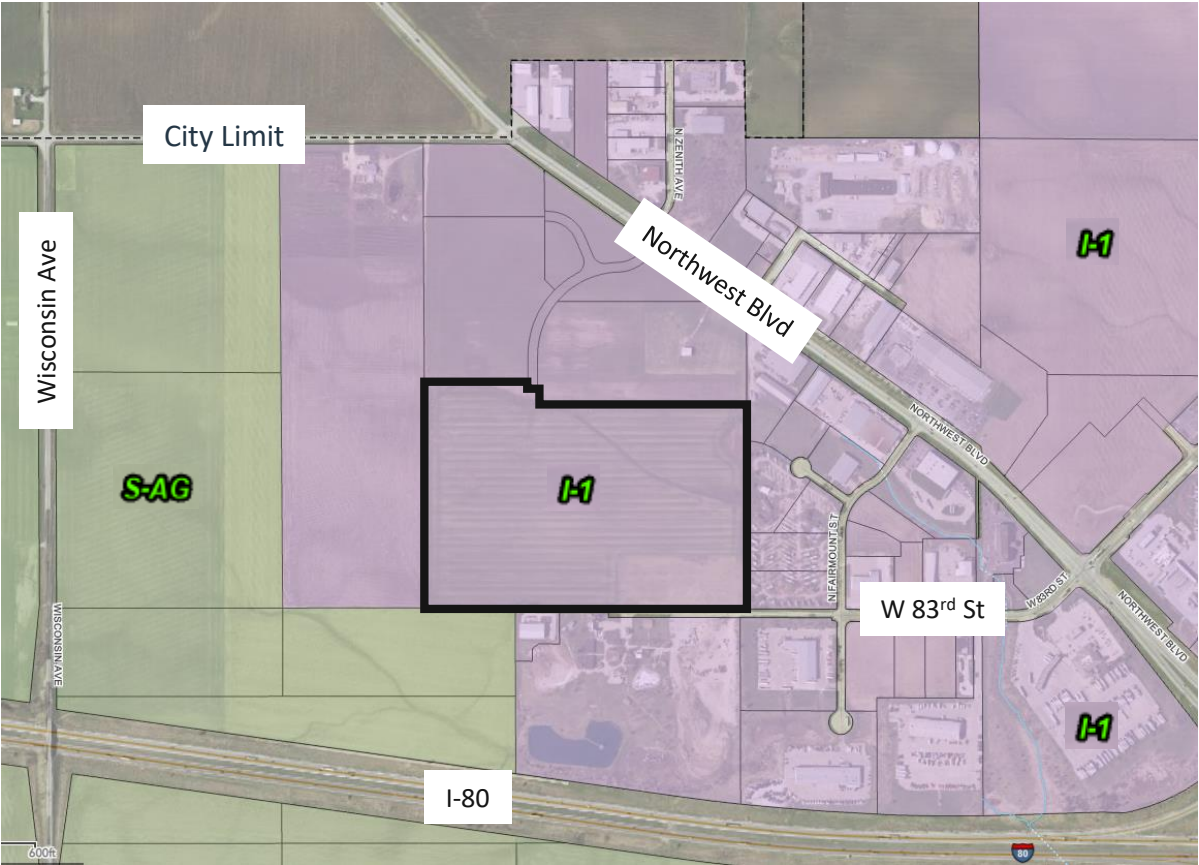 City Limit
N ZENITH AVE
Wisconsin Ave
Northwest Blvd
I-1
NORTHWEST BLVD
S-AG
I-1
N FAIRMOUNT ST
W 83rd St
W 83RD ST
NORTHWEST BLVD
WISCONSIN AVE
I-1
I-80
600ft
80